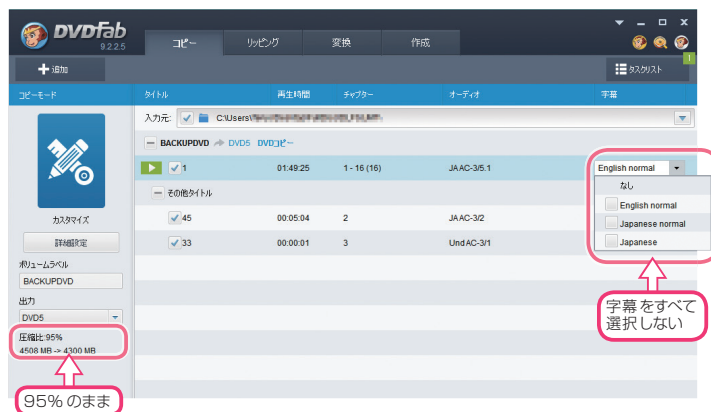 DVDFab
9.2.2.5
コピー
リッピング
変換
作成
追加
タスクリスト
1
コピーモード
タイトル
再生時間
チャプター
オーディオ
字幕
入力元:
C:\Users\
BACKUPDVD
DVD5
DVDコピー
1
01:49:25
1 - 16 (16)
JA AC-3/5.1
English normal
その他タイトル
45
00:05:04
2
JA AC-3/2
33
00:00:01
3
Und AC-3/1
なし
English normal
Japanese normal
Japanese
カスタマイズ
詳細設定
ボリュームラベル
BACKUPDVD
出力
DVD5
圧縮比:95%
4508 MB -> 4300 MB
字幕をすべて
選択しない
95% のまま